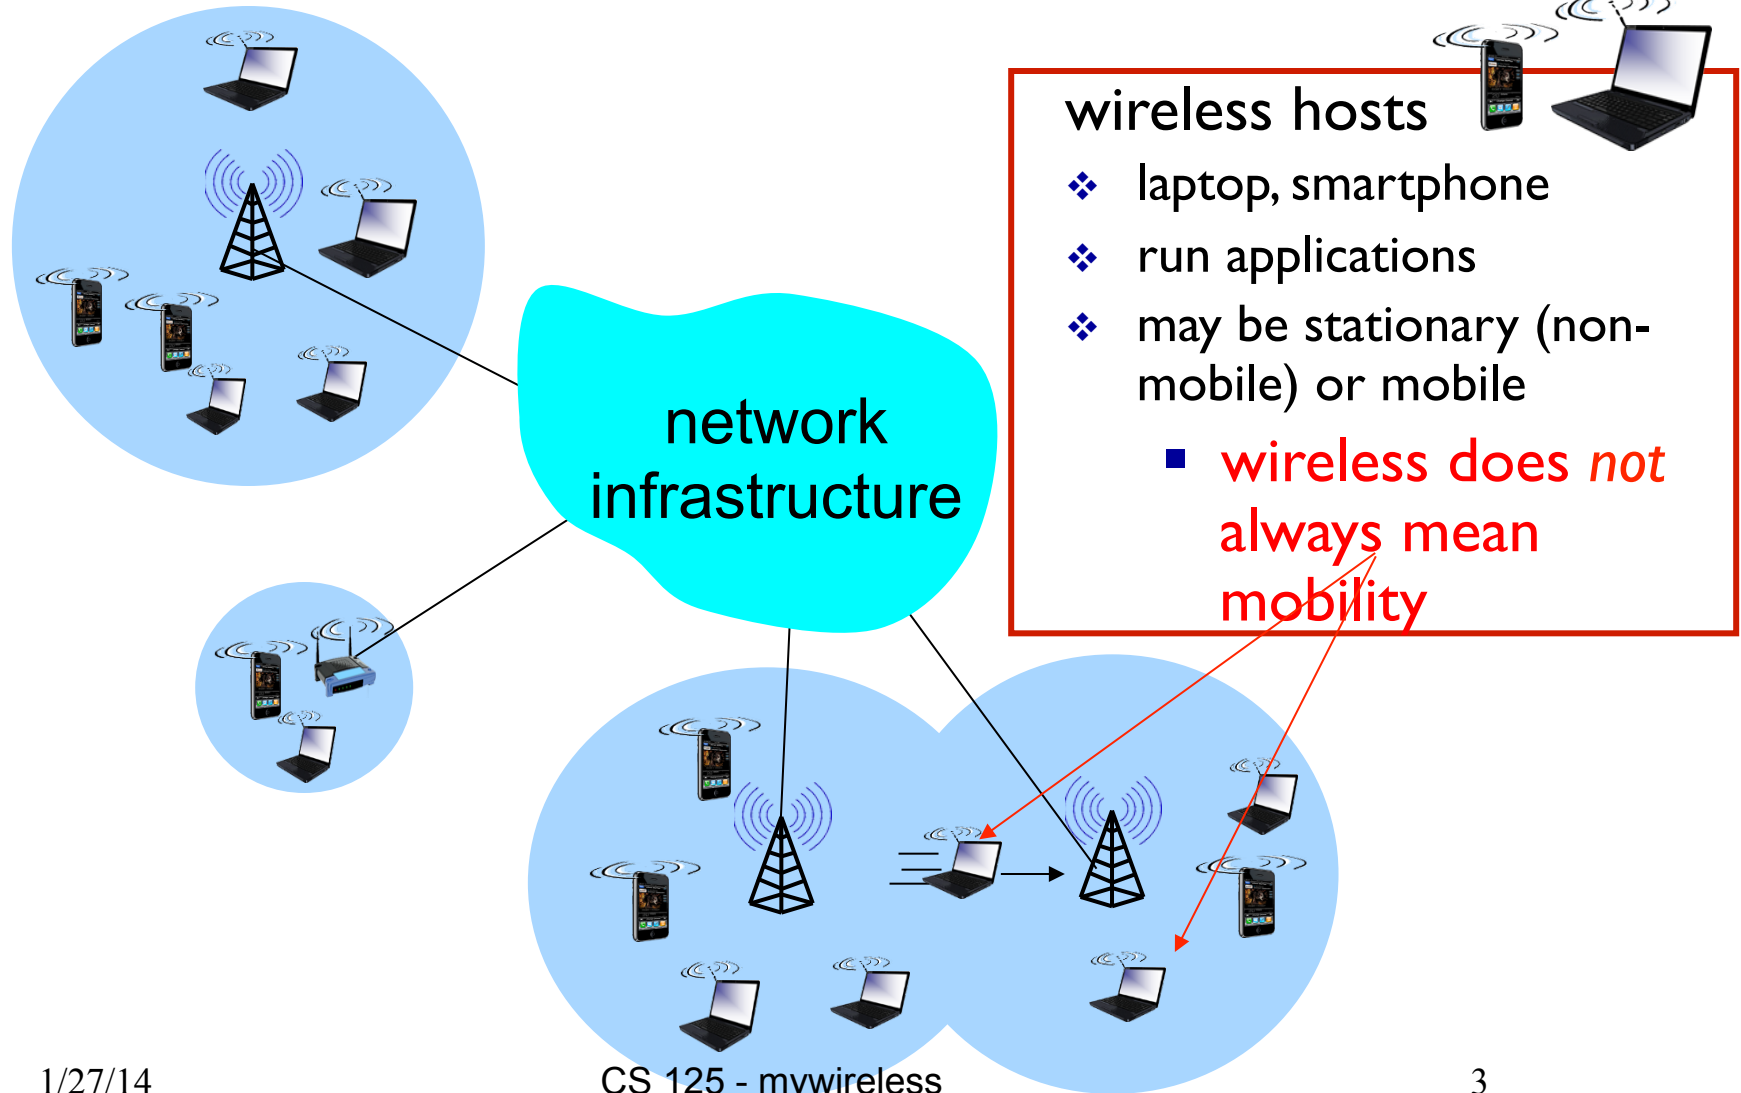 wireless hosts
❖ laptop, smartphone
❖ run applications
❖ may be stationary (non-
mobile) or mobile
▪ wireless does not
always mean
mobility
network
infrastructure
1/27/14
CS 125 - mywireless
3